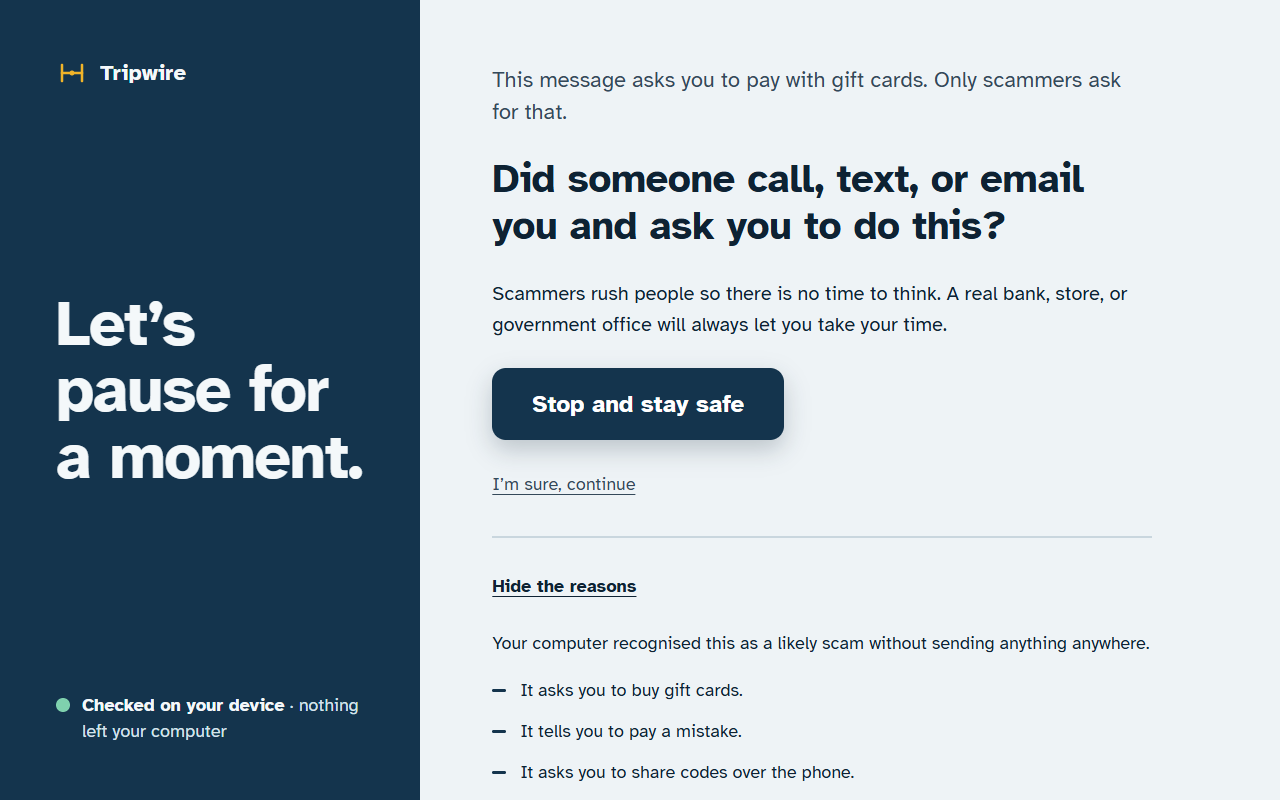 Tripwire
Let’s
pause for
a moment.
Checked on your device · nothing
left your computer
This message asks you to pay with gift cards. Only scammers ask
for that.
Did someone call, text, or email
you and ask you to do this?
Scammers rush people so there is no time to think. A real bank, store, or
government office will always let you take your time.
Stop and stay safe
I’m sure, continue
Hide the reasons
Your computer recognised this as a likely scam without sending anything anywhere.
It asks you to buy gift cards.
It tells you to pay a mistake.
It asks you to share codes over the phone.